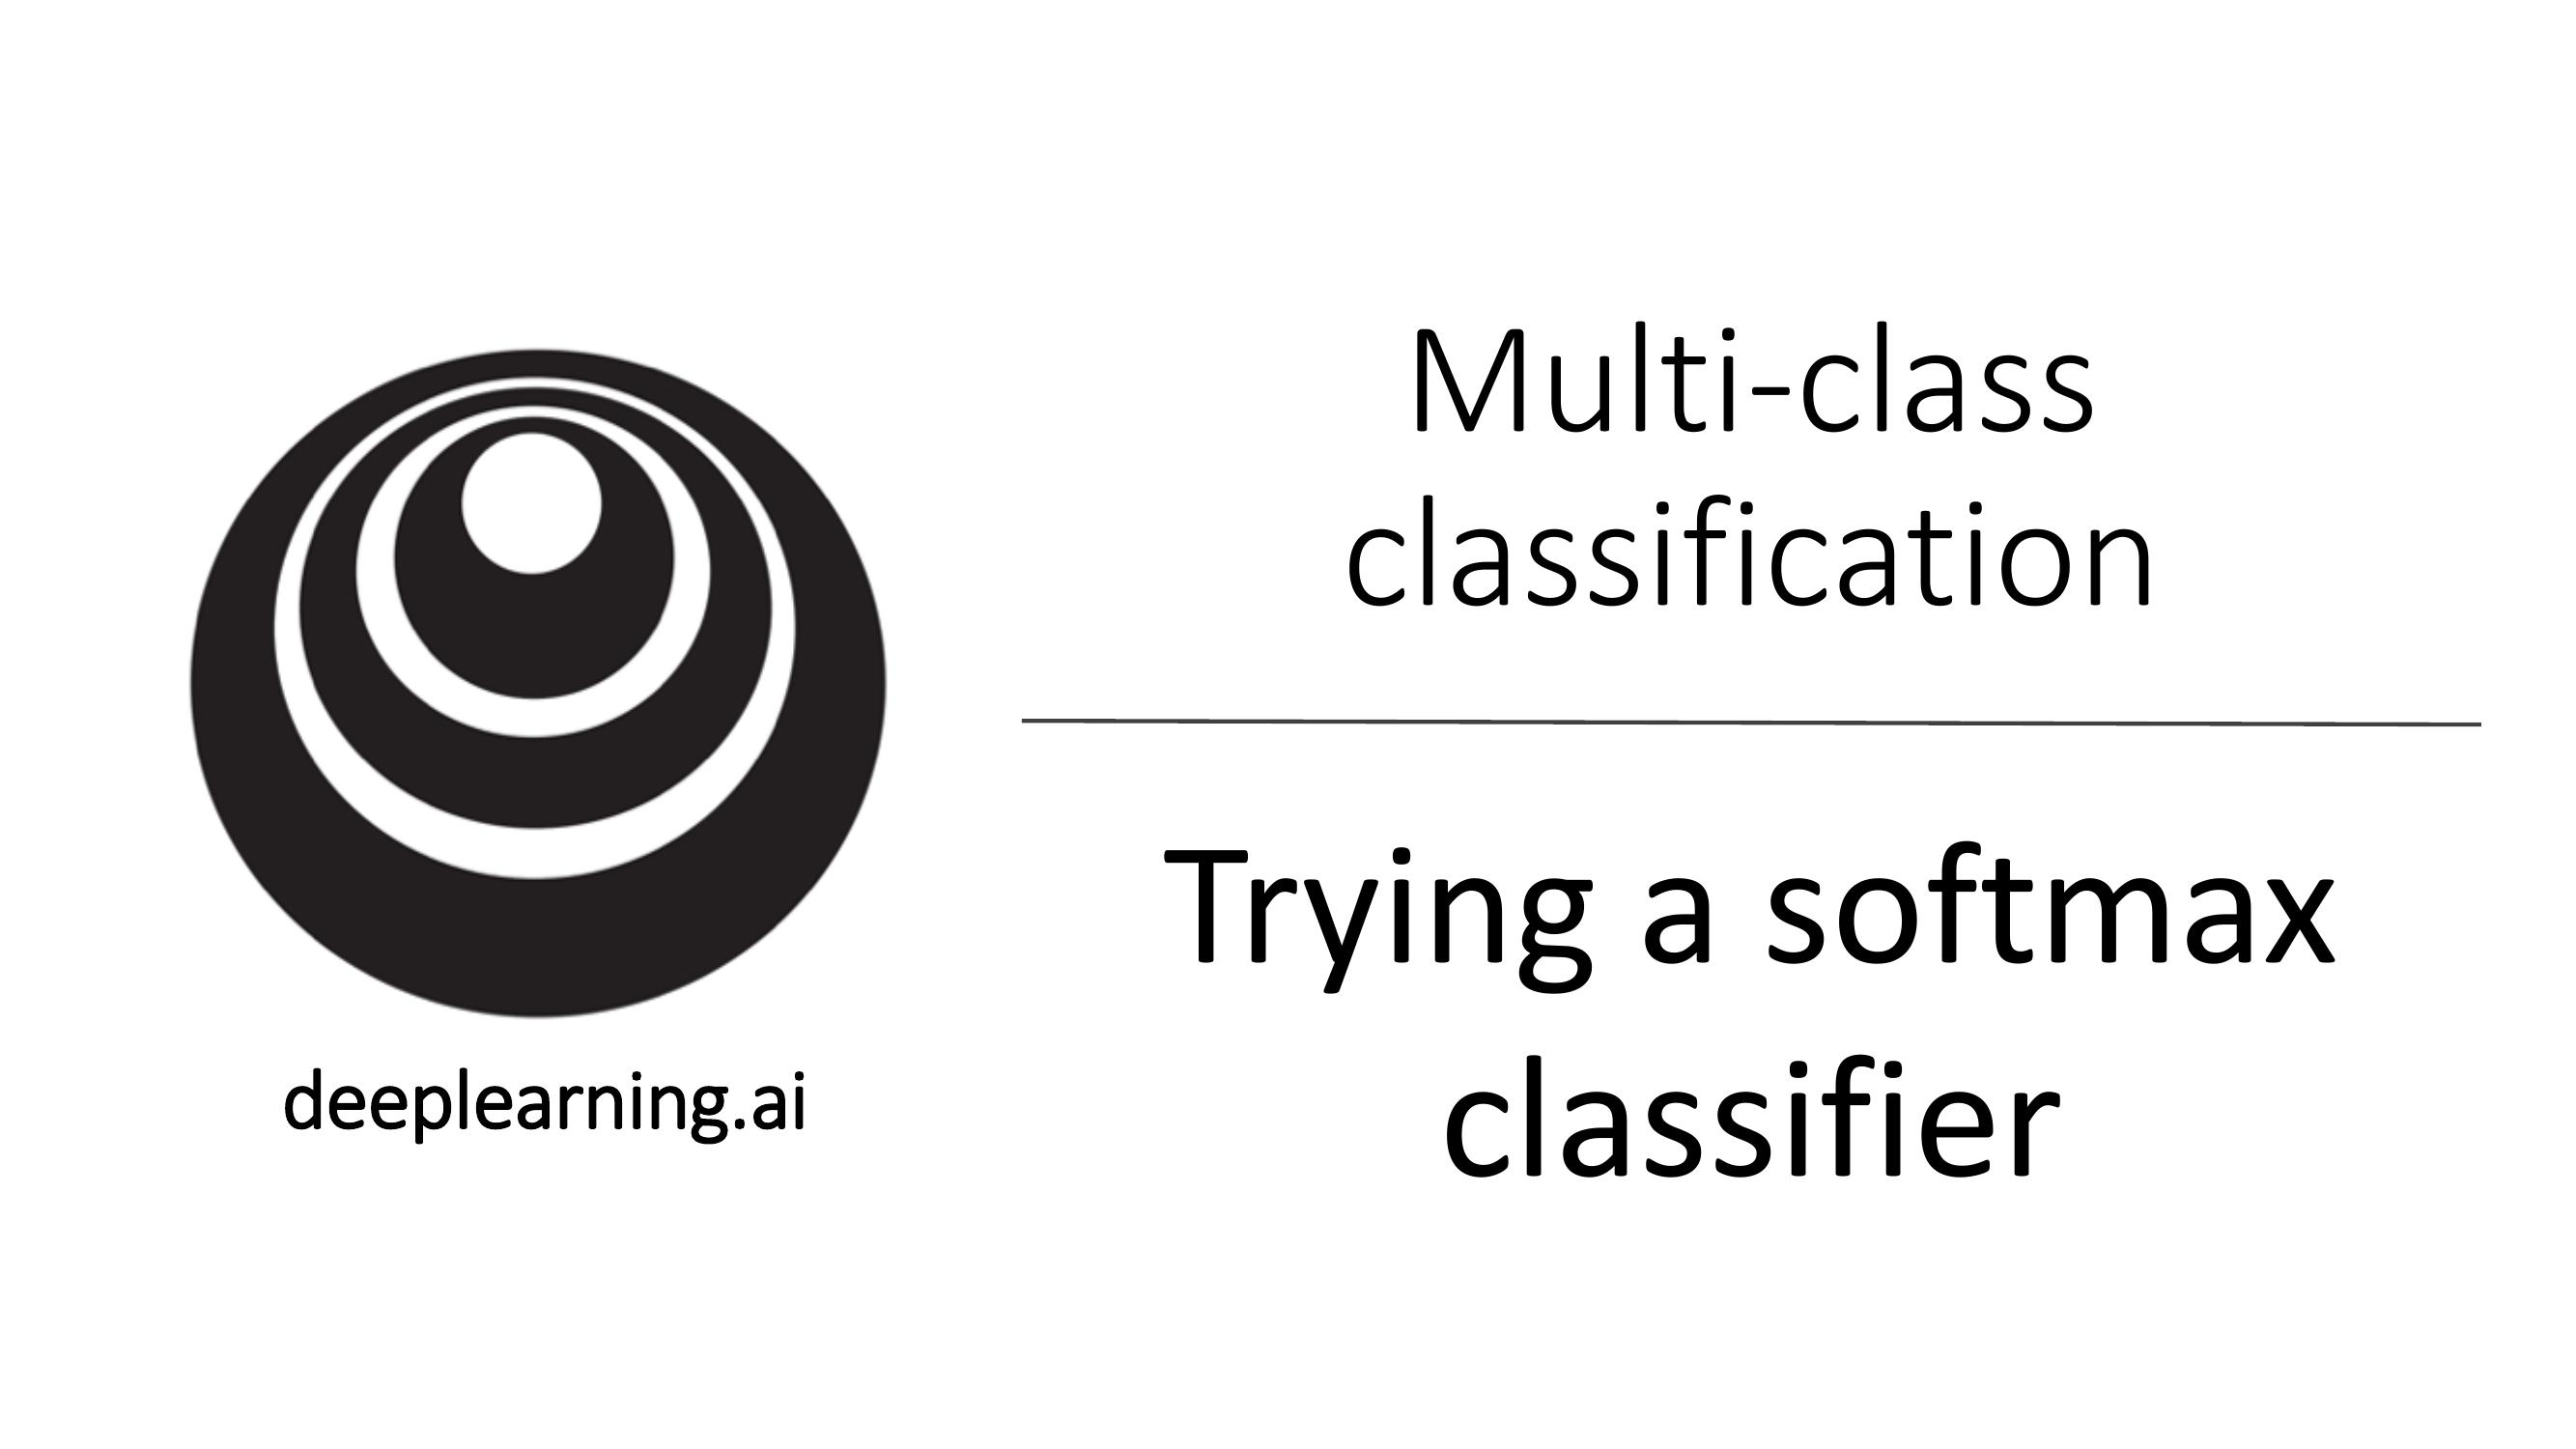 Multi-class
classification
Trying a softmax
classifier
deeplearning.ai